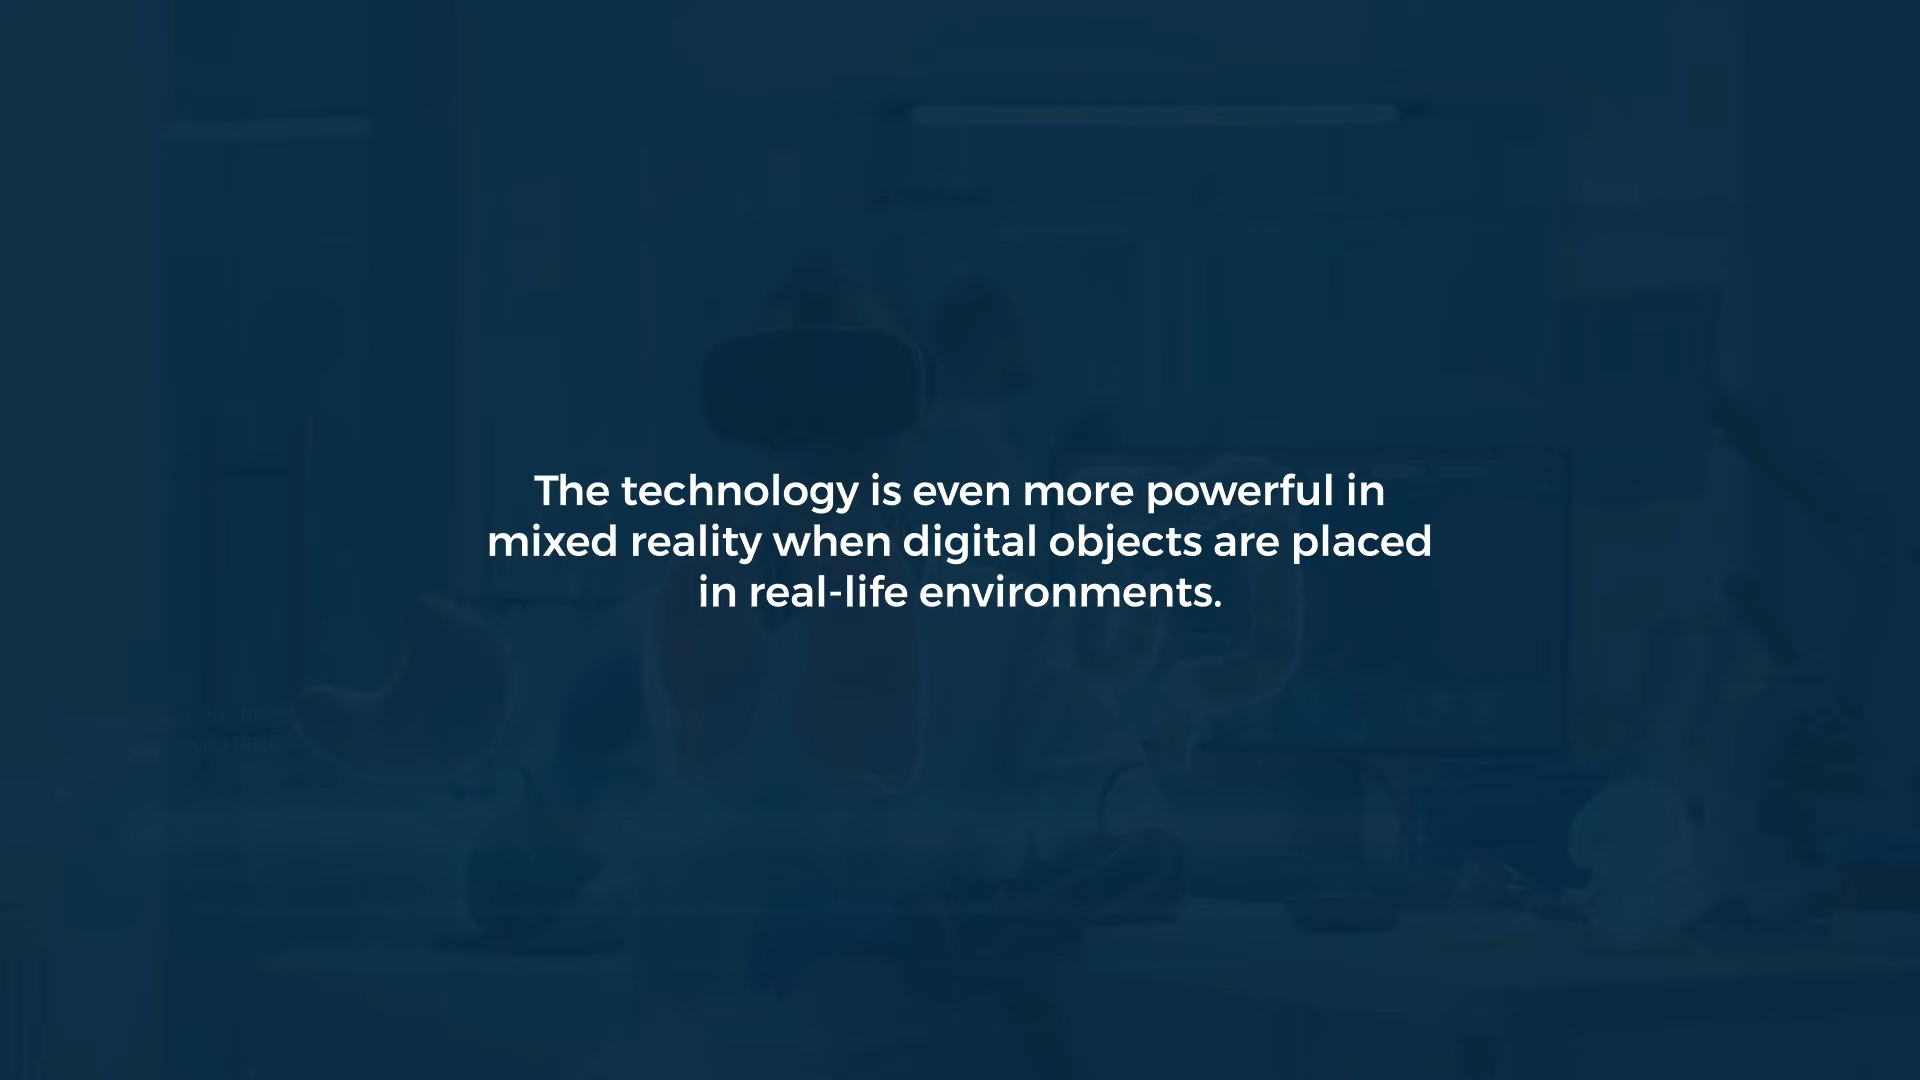 The technology is even more powerful in
mixed reality when digital objects are placed
in real-life environments.